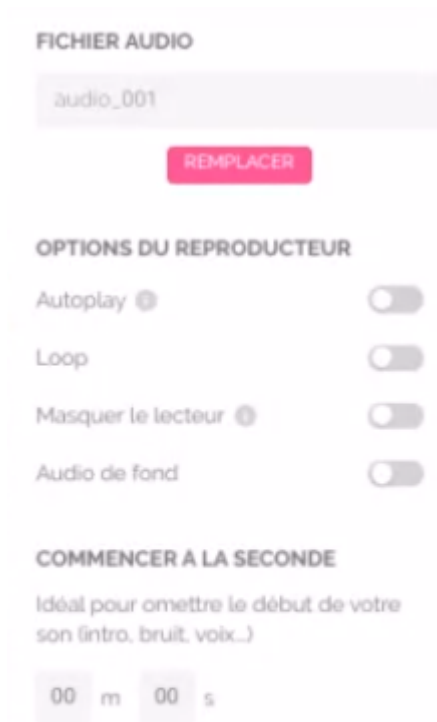 FICHIER AUDIO
audio_001
REMPLACER
OPTIONS DU REPRODUCTEUR
Autoplay
Loop
Masquer le lecteur
Audio de fond
COMMENCER A LA SECONDE
Idéal pour omettre le début de votre
son (intro, bruit, voix...)
00 m 00 s